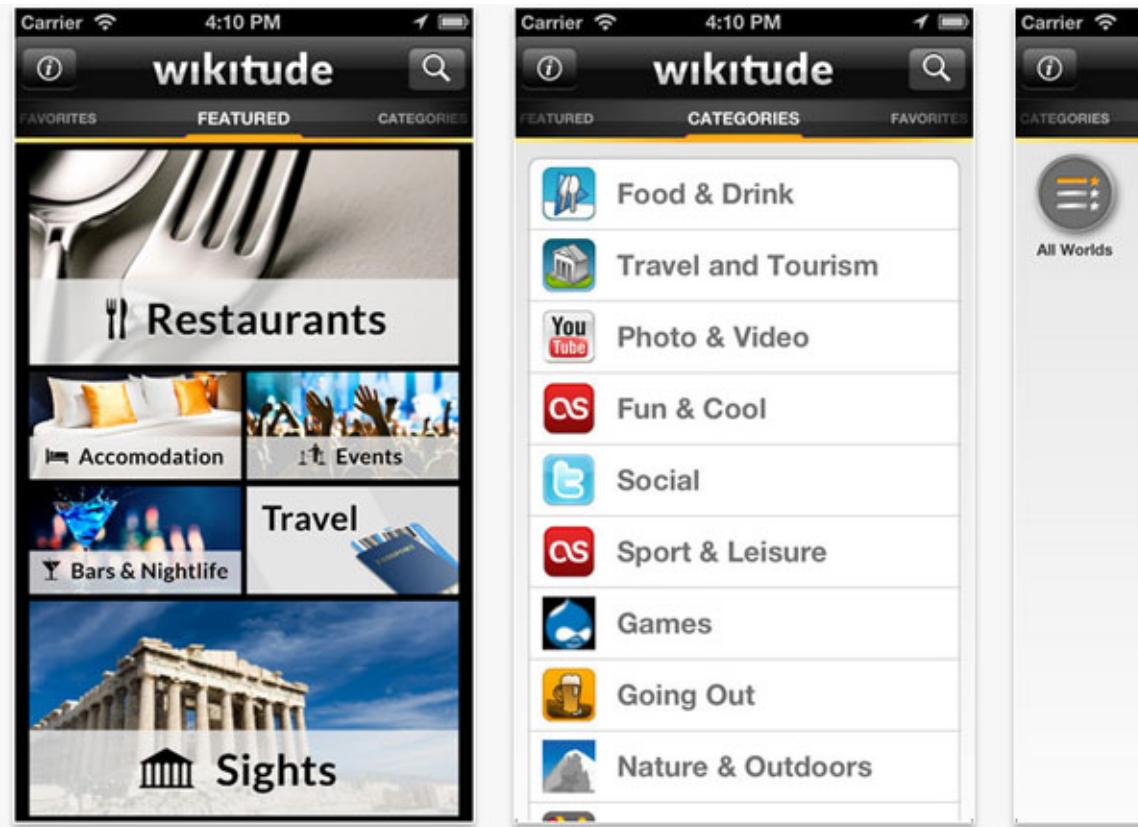 Carrier 4:10 PM
wikitude
FAVORITES FEATURED CATEGORIES
Restaurants
Accomodation
Events
Bars & Nightlife
Travel
Sights
Carrier 4:10 PM
wikitude
FEATURED CATEGORIES FAVORITES
Food & Drink
Travel and Tourism
You
Tube
Photo & Video
Fun & Cool
Social
Sport & Leisure
Games
Going Out
Nature & Outdoors
Carrier
CATEGORIES
All Worlds